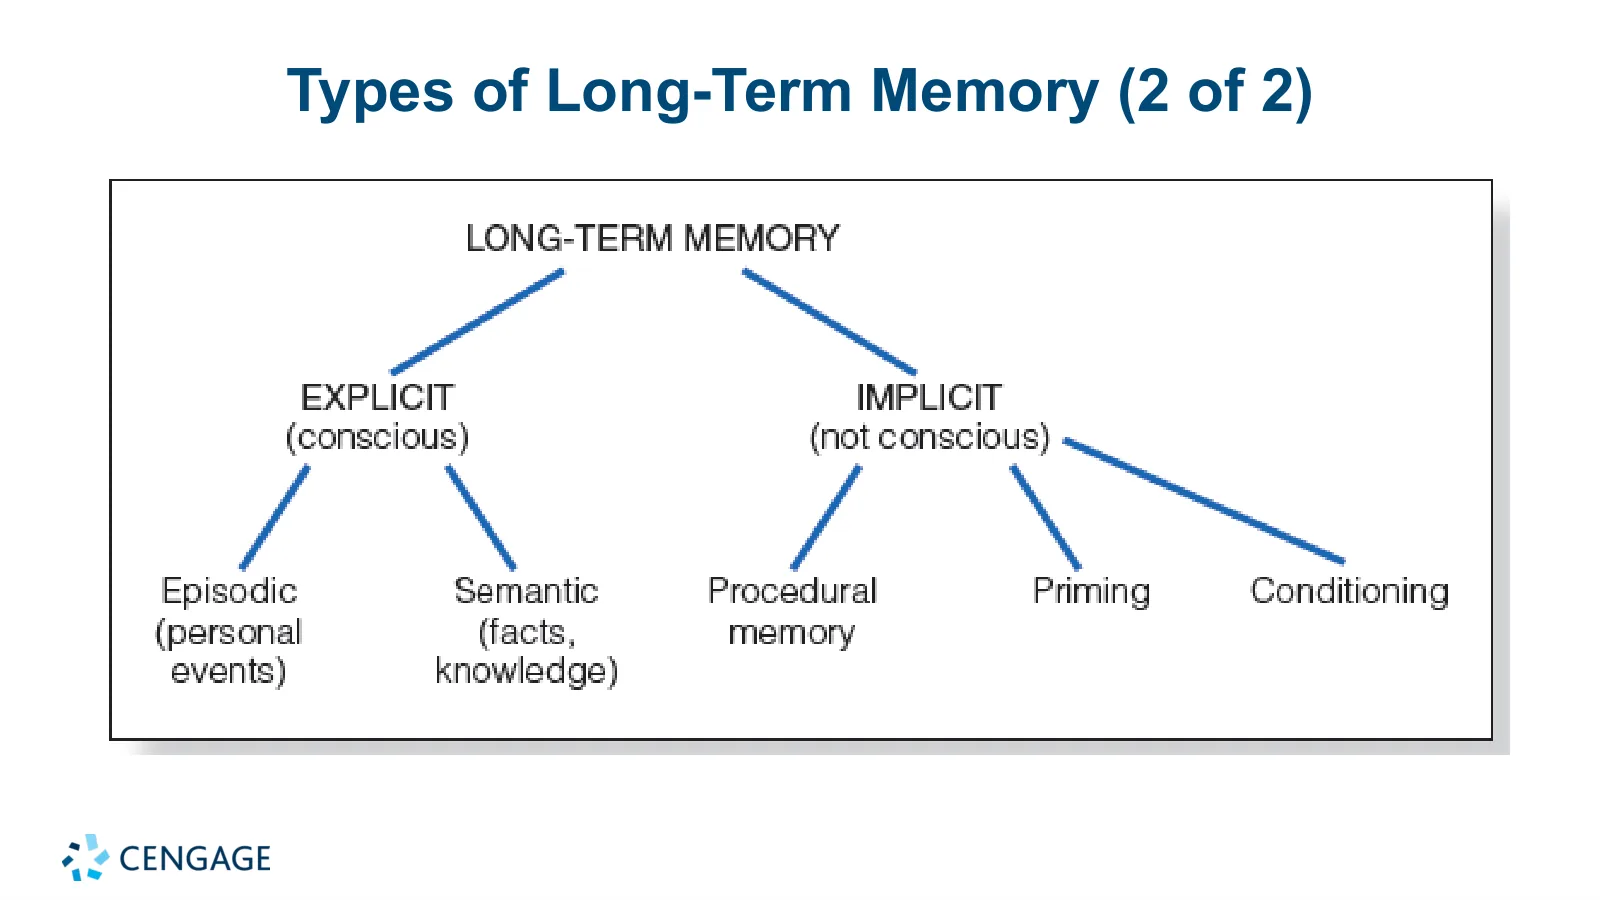 Types of Long-Term Memory (2 of 2)
LONG-TERM MEMORY
EXPLICIT
(conscious)
IMPLICIT
(not conscious)
Episodic
(personal
events)
Semantic
(facts,
knowledge)
Procedural
memory
Priming
Conditioning
CENGAGE